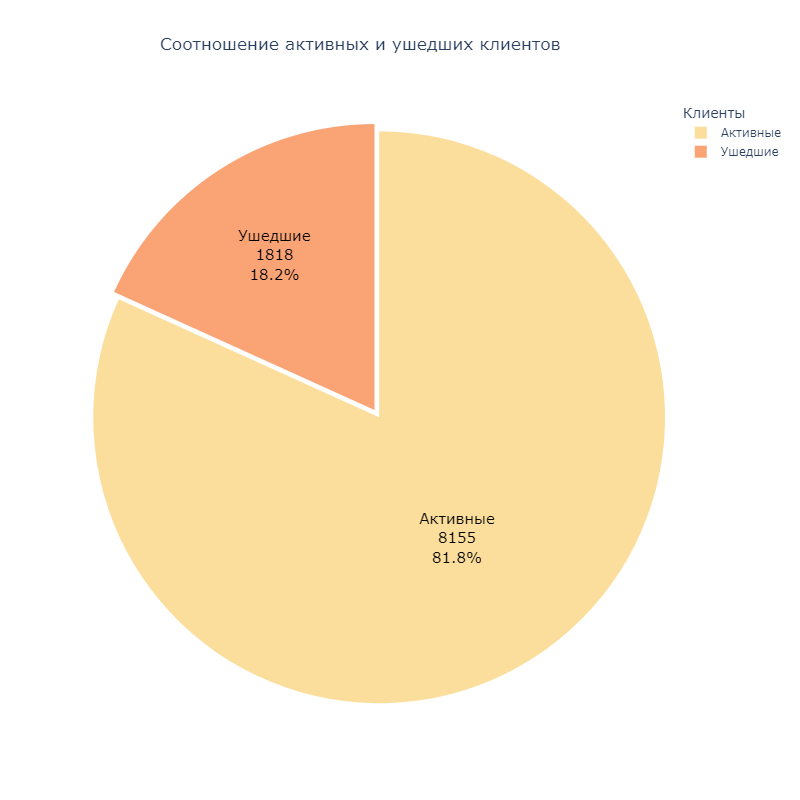 Соотношение активных и ушедших клиентов
Клиенты
Активные
Ушедшие
Ушедшие
1818
18.2%
Активные
8155
81.8%